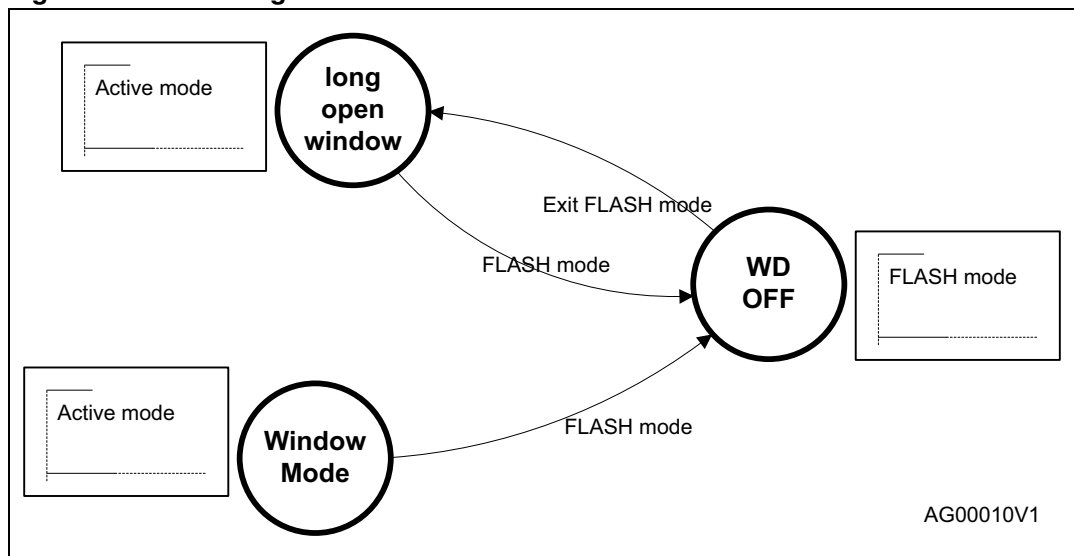 Active mode
long
open
window
Exit FLASH mode
FLASH mode
WD
OFF
FLASH mode
Active mode
Window
Mode
FLASH mode
AG00010V1